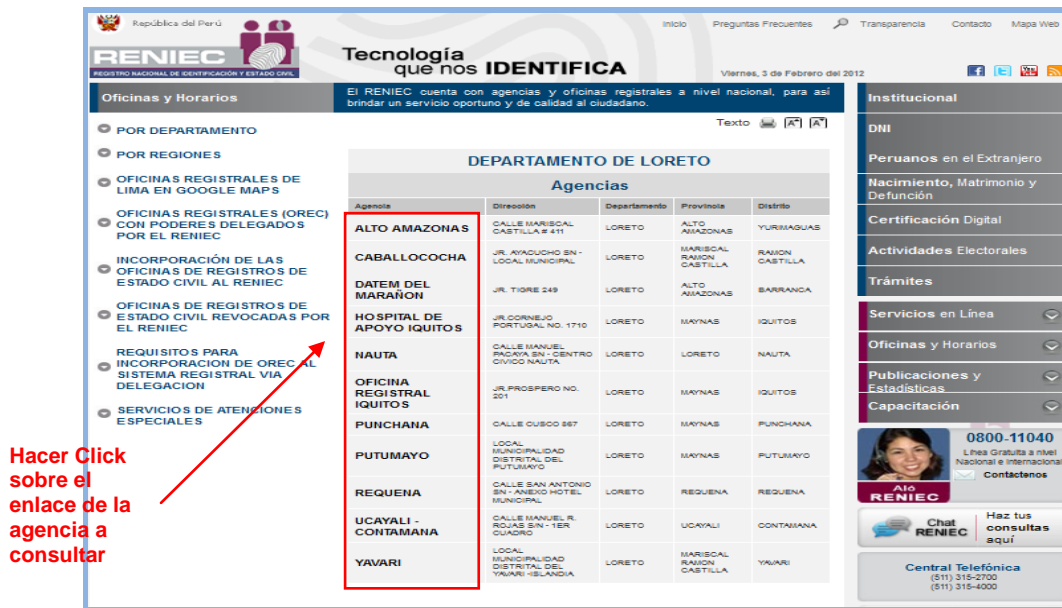 República del Perú
Inicio Preguntas Frecuentes Transparencia Contacto Mapa Web
RENIEC
REGISTRO NACIONAL DE IDENTIFICACIÓN Y ESTADO CIVIL
Tecnología
que nos IDENTIFICA
Viernes, 3 de Febrero del 2012
Oficinas y Horarios
POR DEPARTAMENTO
POR REGIONES
OFICINAS REGISTRALES DE
LIMA EN GOOGLE MAPS
OFICINAS REGISTRALES (OREC)
CON PODERES DELEGADOS
POR EL RENIEC
INCORPORACIÓN DE LAS
OFICINAS DE REGISTROS DE
ESTADO CIVIL AL RENIEC
OFICINAS DE REGISTROS DE
ESTADO CIVIL REVOCADAS POR
EL RENIEC
REQUISITOS PARA
INCORPORACION DE OREC AL
SISTEMA REGISTRAL VIA
DELEGACION
SERVICIOS DE ATENCIONES
ESPECIALES
Hacer Click
sobre el
enlace de la
agencia a
consultar
El RENIEC cuenta con agencias y oficinas registrales a nivel nacional, para así
brindar un servicio oportuno y de calidad al ciudadano.
Texto
DEPARTAMENTO DE LORETO
Agencias
Agencia Dirección Departamento Provincia Distrito
ALTO AMAZONAS CALLE MARISCAL CASTILLA # 411 LORETO ALTO AMAZONAS YURIMAGUAS
CABALLOCOCHA JR. AYACUCHO SN - LOCAL MUNICIPAL LORETO MARISCAL RAMON CASTILLA RAMON CASTILLA
DATEM DEL MARAÑON JR. TIGRE 249 LORETO ALTO AMAZONAS BARRANCA
HOSPITAL DE APOYO IQUITOS JR.CORNEJO PORTUGAL NO. 1710 LORETO MAYNAS IQUITOS
NAUTA CALLE MANUEL PACAYA SN - CENTRO CIVICO NAUTA LORETO LORETO NAUTA
OFICINA REGISTRAL IQUITOS JR.PROSPERO NO. 201 LORETO MAYNAS IQUITOS
PUNCHANA CALLE CUSCO 867 LORETO MAYNAS PUNCHANA
PUTUMAYO LOCAL MUNICIPALIDAD DISTRITAL DEL PUTUMAYO LORETO MAYNAS PUTUMAYO
REQUENA CALLE SAN ANTONIO SN - ANEXO HOTEL MUNICIPAL LORETO REQUENA REQUENA
UCAYALI - CONTAMANA CALLE MANUEL R. ROJAS S/N - 1ER CUADRO LORETO UCAYALI CONTAMANA
YAVARI LOCAL MUNICIPALIDAD DISTRITAL DEL YAVARI -ISLANDIA LORETO MARISCAL RAMON CASTILLA YAVARI
Institucional
DNI
Peruanos en el Extranjero
Nacimiento, Matrimonio y
Defunción
Certificación Digital
Actividades Electorales
Trámites
Servicios en Línea
Oficinas y Horarios
Publicaciones y
Estadísticas
Capacitación
0800-11040
Línea Gratuita a nivel
Nacional e Internacional
Contáctenos
Aló
RENIEC
Chat
RENIEC
Haz tus
consultas
aquí
Central Telefónica
(511) 315-2700
(511) 315-4000